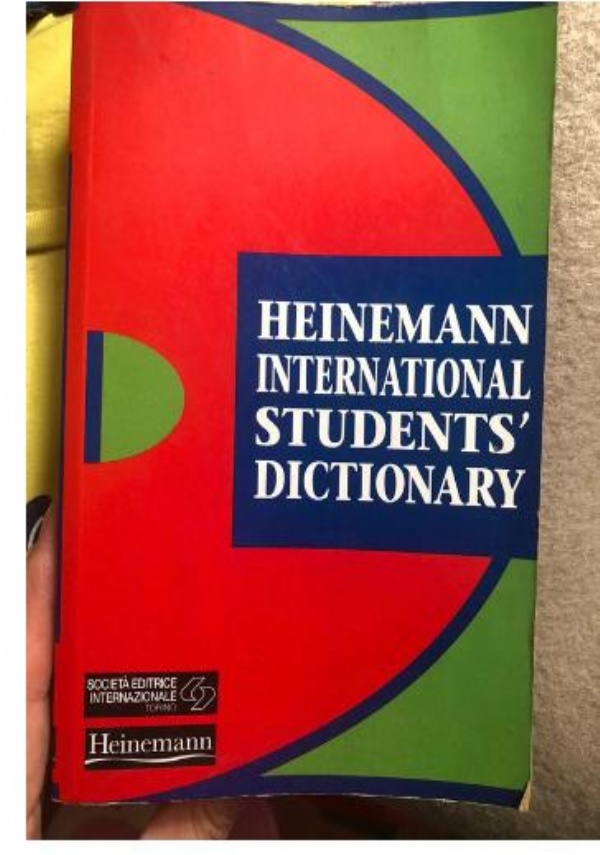 HEINEMANN
INTERNATIONAL
STUDENTS'
DICTIONARY
SOCIETÀ EDITRICE
INTERNAZIONALE
TORINO
Heinemann